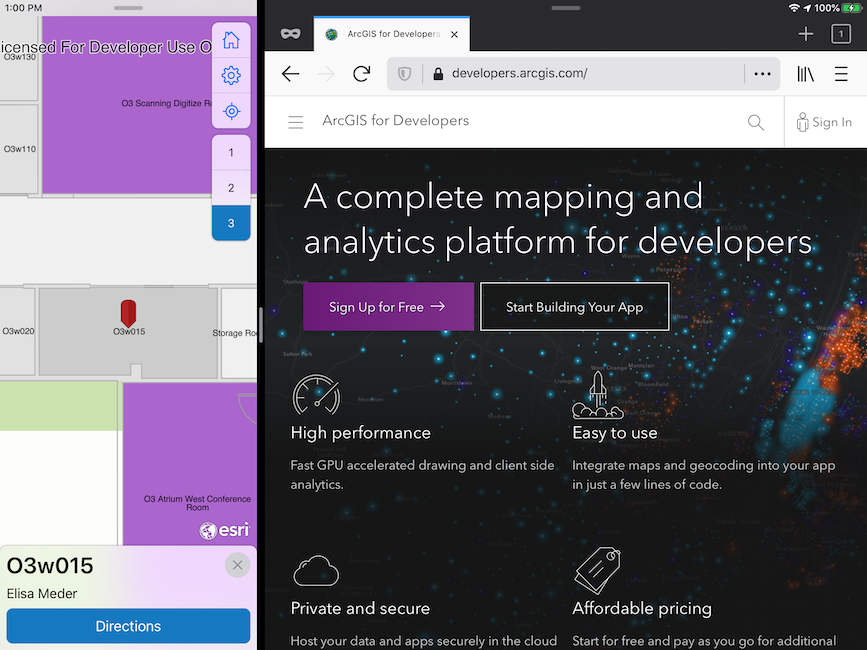 1:00 PM
100%
icensed For Developer Use O
O3w130
O3 Scanning Digitize Ro
O3w110
1
2
3
O3w020
O3w015
Storage Roo
O3 Atrium West Conference
Room
esri
O3w015
Elisa Meder
Directions
ArcGIS for Developers
1
developers.arcgis.com/
ArcGIS for Developers
Sign In
A complete mapping and
analytics platform for developers
Sign Up for Free →
Start Building Your App
High performance
Fast GPU accelerated drawing and client side
analytics.
Easy to use
Integrate maps and geocoding into your app
in just a few lines of code.
Private and secure
Host your data and apps securely in the cloud
Affordable pricing
Start for free and pay as you go for additional